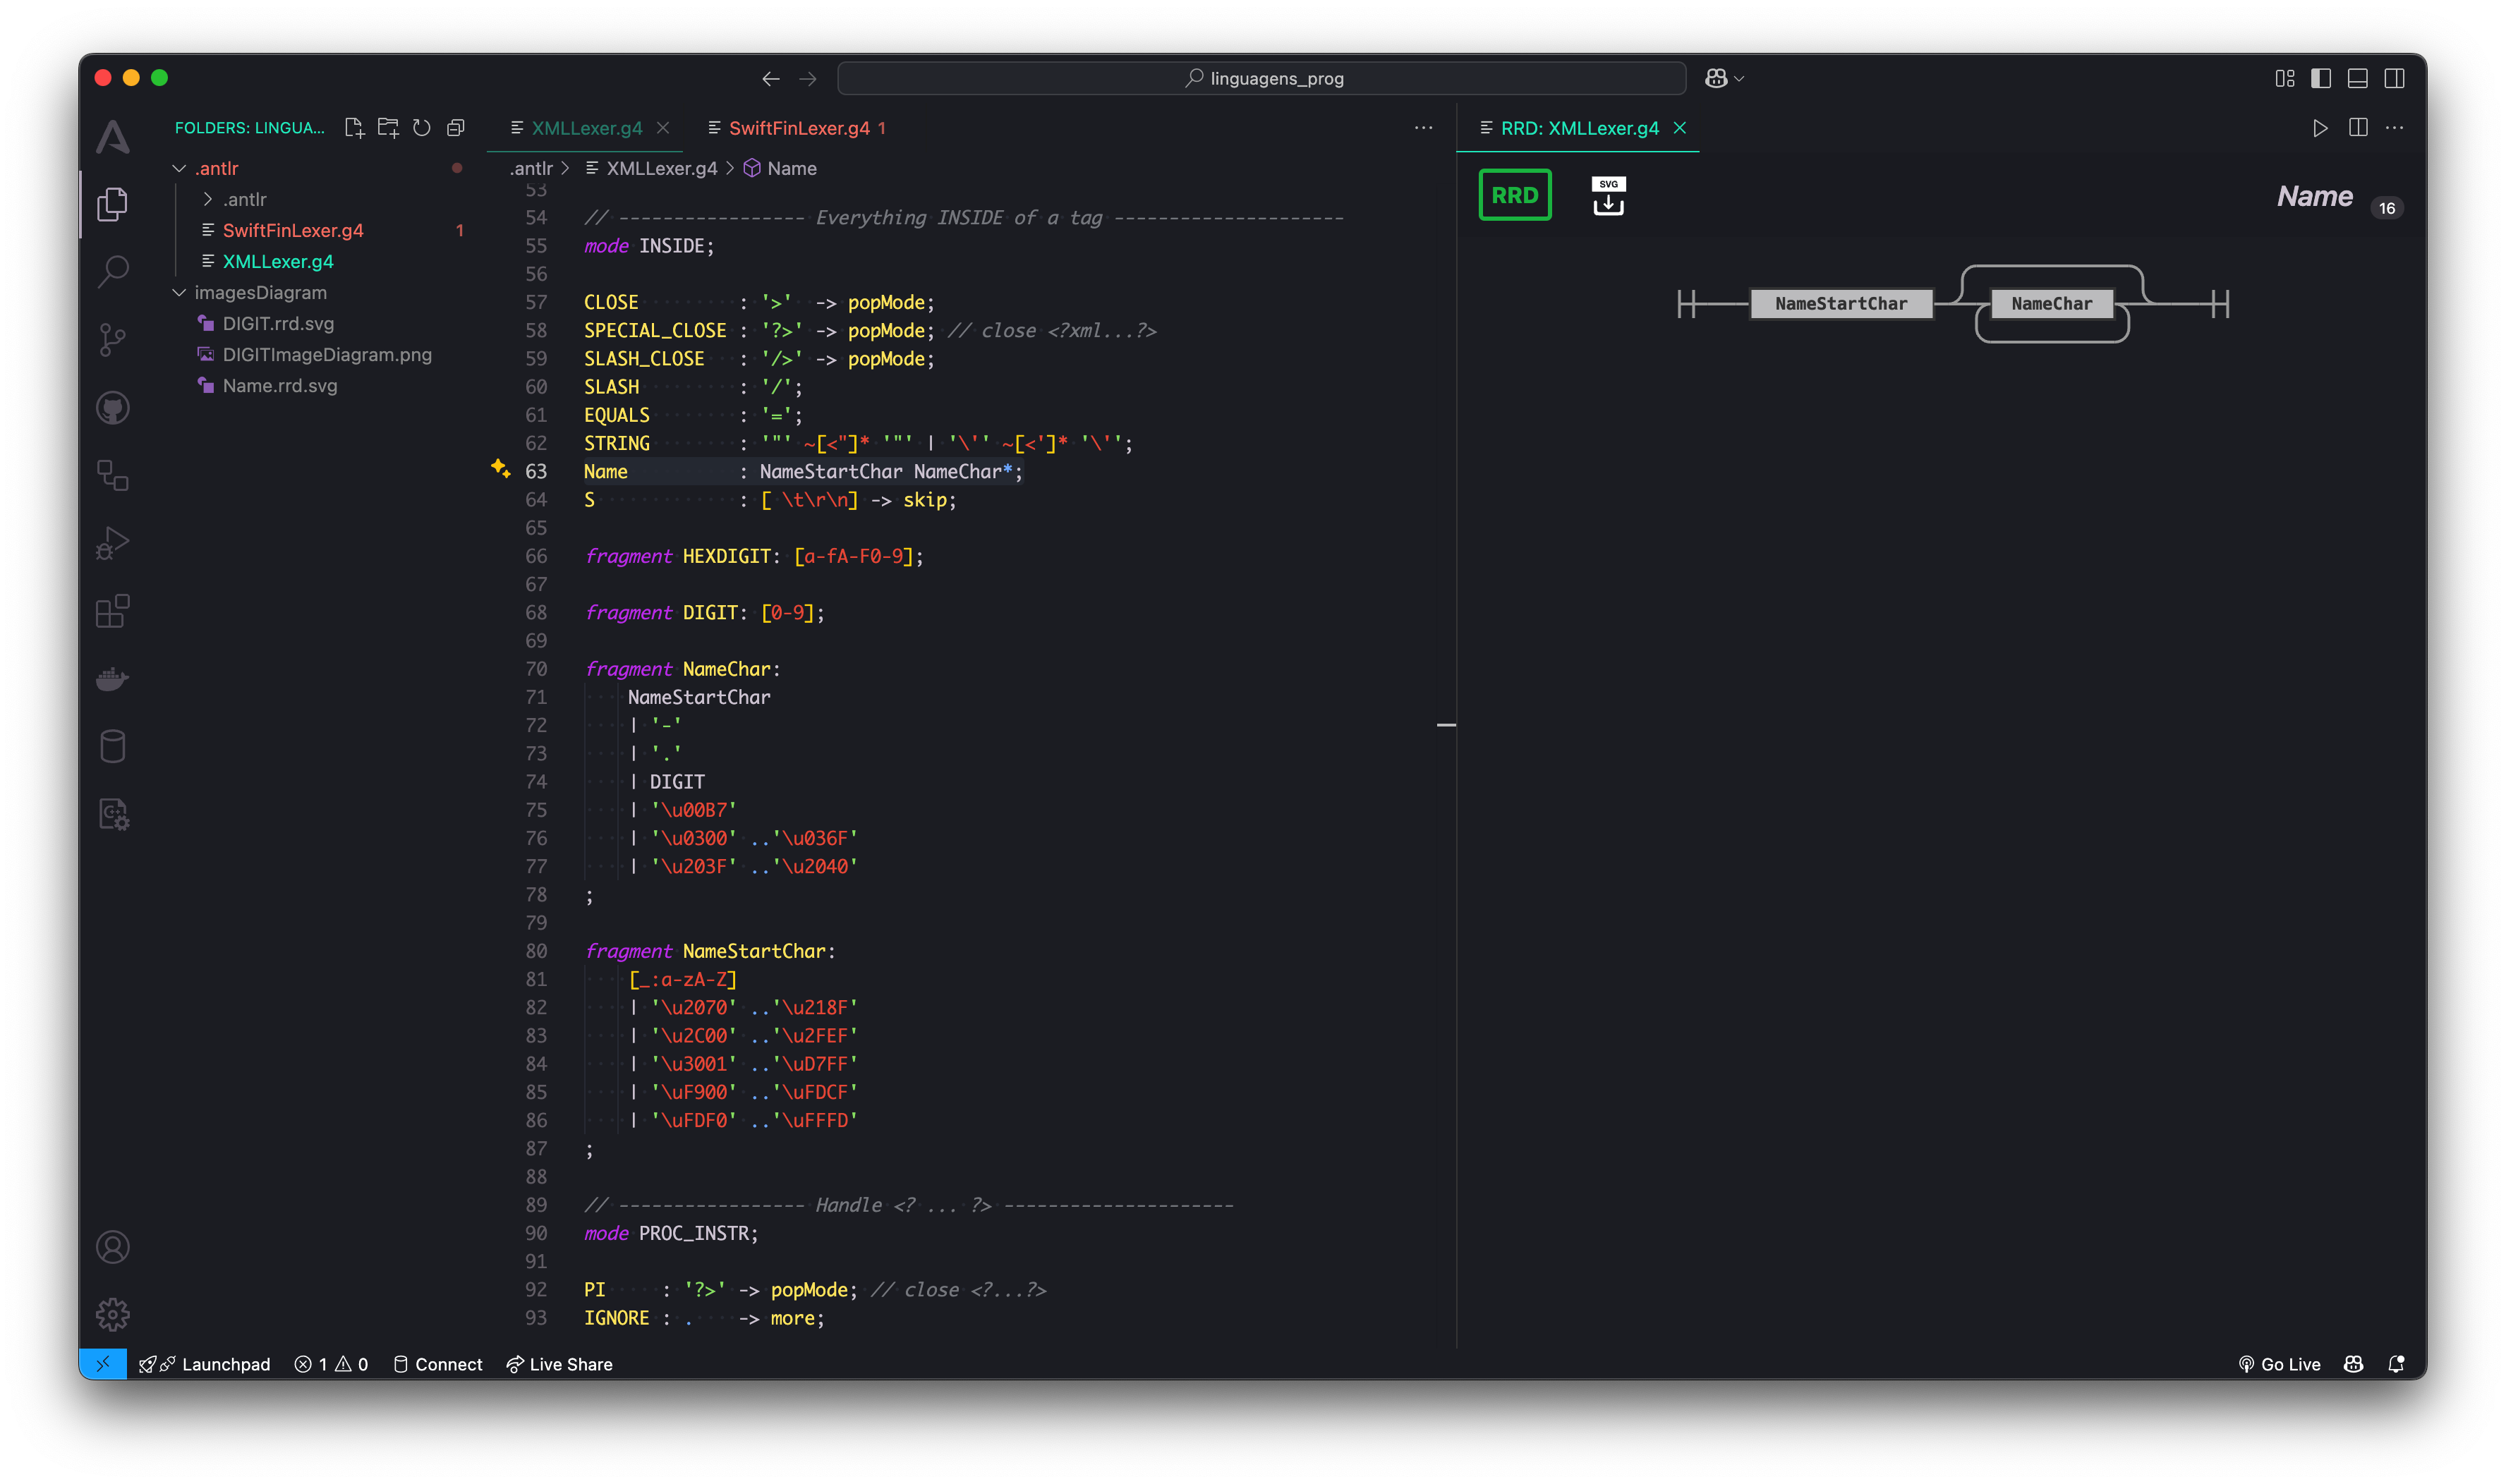 linguagens_prog
FOLDERS: LINGUA...
.antlr
.antlr
SwiftFinLexer.g4 1
XMLLexer.g4
imagesDiagram
DIGIT.rrd.svg
DIGITImageDiagram.png
Name.rrd.svg
XMLLexer.g4
SwiftFinLexer.g4 1
.antlr > XMLLexer.g4 > Name
53
54 // ----------------- Everything INSIDE of a tag ---------------------
55 mode INSIDE;
56
57 CLOSE : '>' -> popMode;
58 SPECIAL_CLOSE : '?>' -> popMode; // close <?xml...?>
59 SLASH_CLOSE : '/>' -> popMode;
60 SLASH : '/';
61 EQUALS : '=';
62 STRING : '"' ~[<"]* '"' | '\'' ~[<']* '\'';
63 Name : NameStartChar NameChar*;
64 S : [ \t\r\n] -> skip;
65
66 fragment HEXDIGIT: [a-fA-F0-9];
67
68 fragment DIGIT: [0-9];
69
70 fragment NameChar:
71 NameStartChar
72 | '-'
73 | '.'
74 | DIGIT
75 | '\u00B7'
76 | '\u0300' ..'\u036F'
77 | '\u203F' ..'\u2040'
78 ;
79
80 fragment NameStartChar:
81 [_:a-zA-Z]
82 | '\u2070' ..'\u218F'
83 | '\u2C00' ..'\u2FEF'
84 | '\u3001' ..'\uD7FF'
85 | '\uF900' ..'\uFDCF'
86 | '\uFDF0' ..'\uFFFD'
87 ;
88
89 // ----------------- Handle <? ... ?> ---------------------
90 mode PROC_INSTR;
91
92 PI : '?>' -> popMode; // close <?...?>
93 IGNORE : . -> more;
RRD: XMLLexer.g4
RRD
SVG
Name 16
NameStartChar NameChar
Launchpad 1 0 Connect Live Share
Go Live